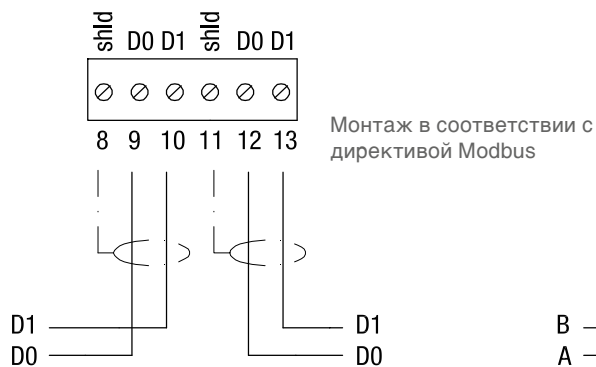 shld D0 D1 shld D0 D1
8 9 10 11 12 13
Монтаж в соответствии с
директивой Modbus
D1 D1 B
D0 D0 A